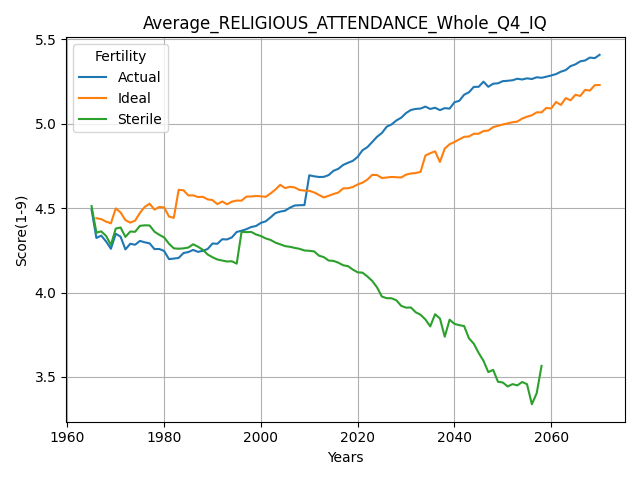 Average_RELIGIOUS_ATTENDANCE_Whole_Q4_IQ
Fertility
Actual
Ideal
Sterile
Score(1-9)
5.5
5.0
4.5
4.0
3.5
1960
1980
2000
2020
2040
2060
Years